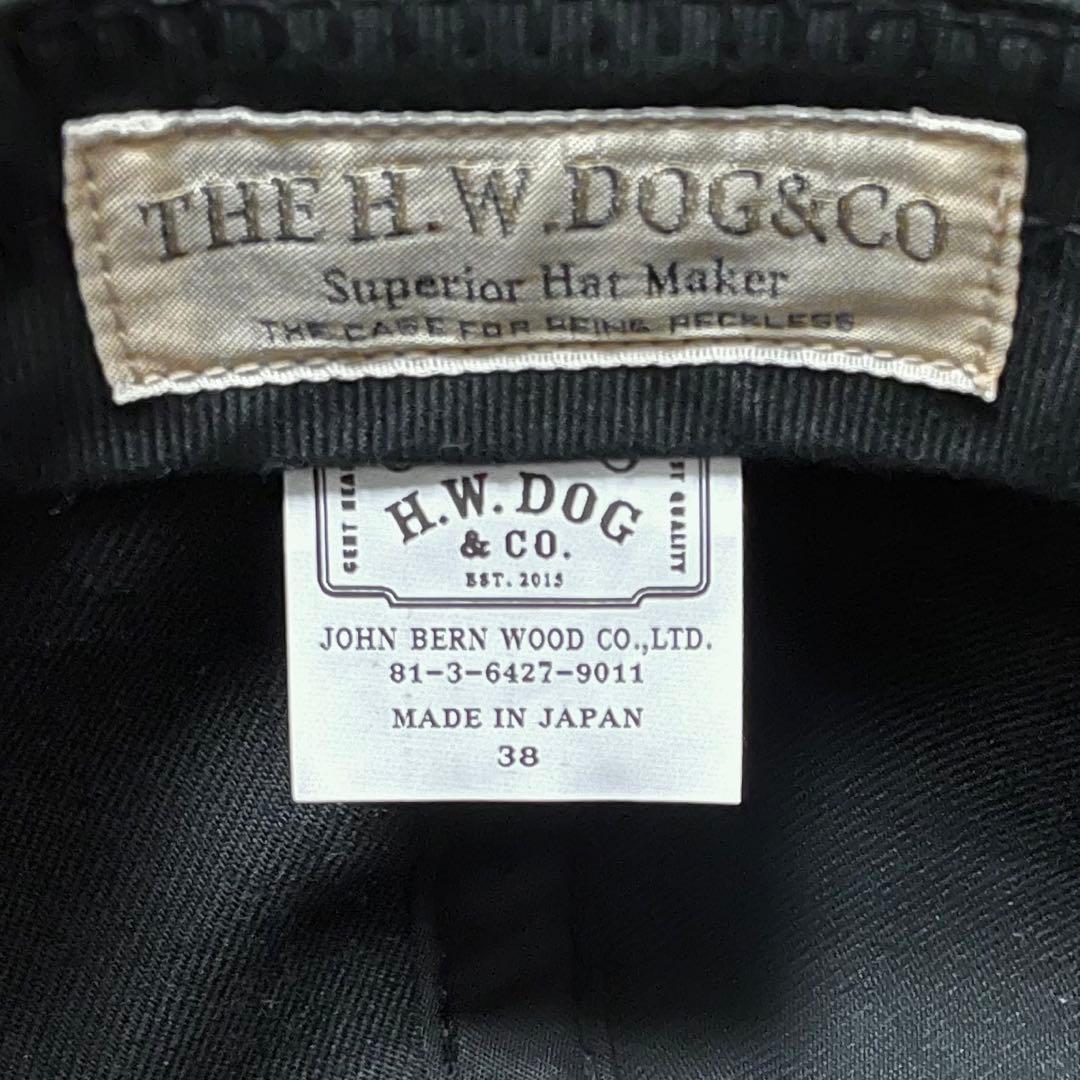 THE H.W.DOG&CO
Superior Hat Maker
THE CASE FOR BEING RECKLESS
H.W. DOG
& CO.
EST. 2015
QUALITY
JOHN BERN WOOD CO.,LTD.
81-3-6427-9011
MADE IN JAPAN
38